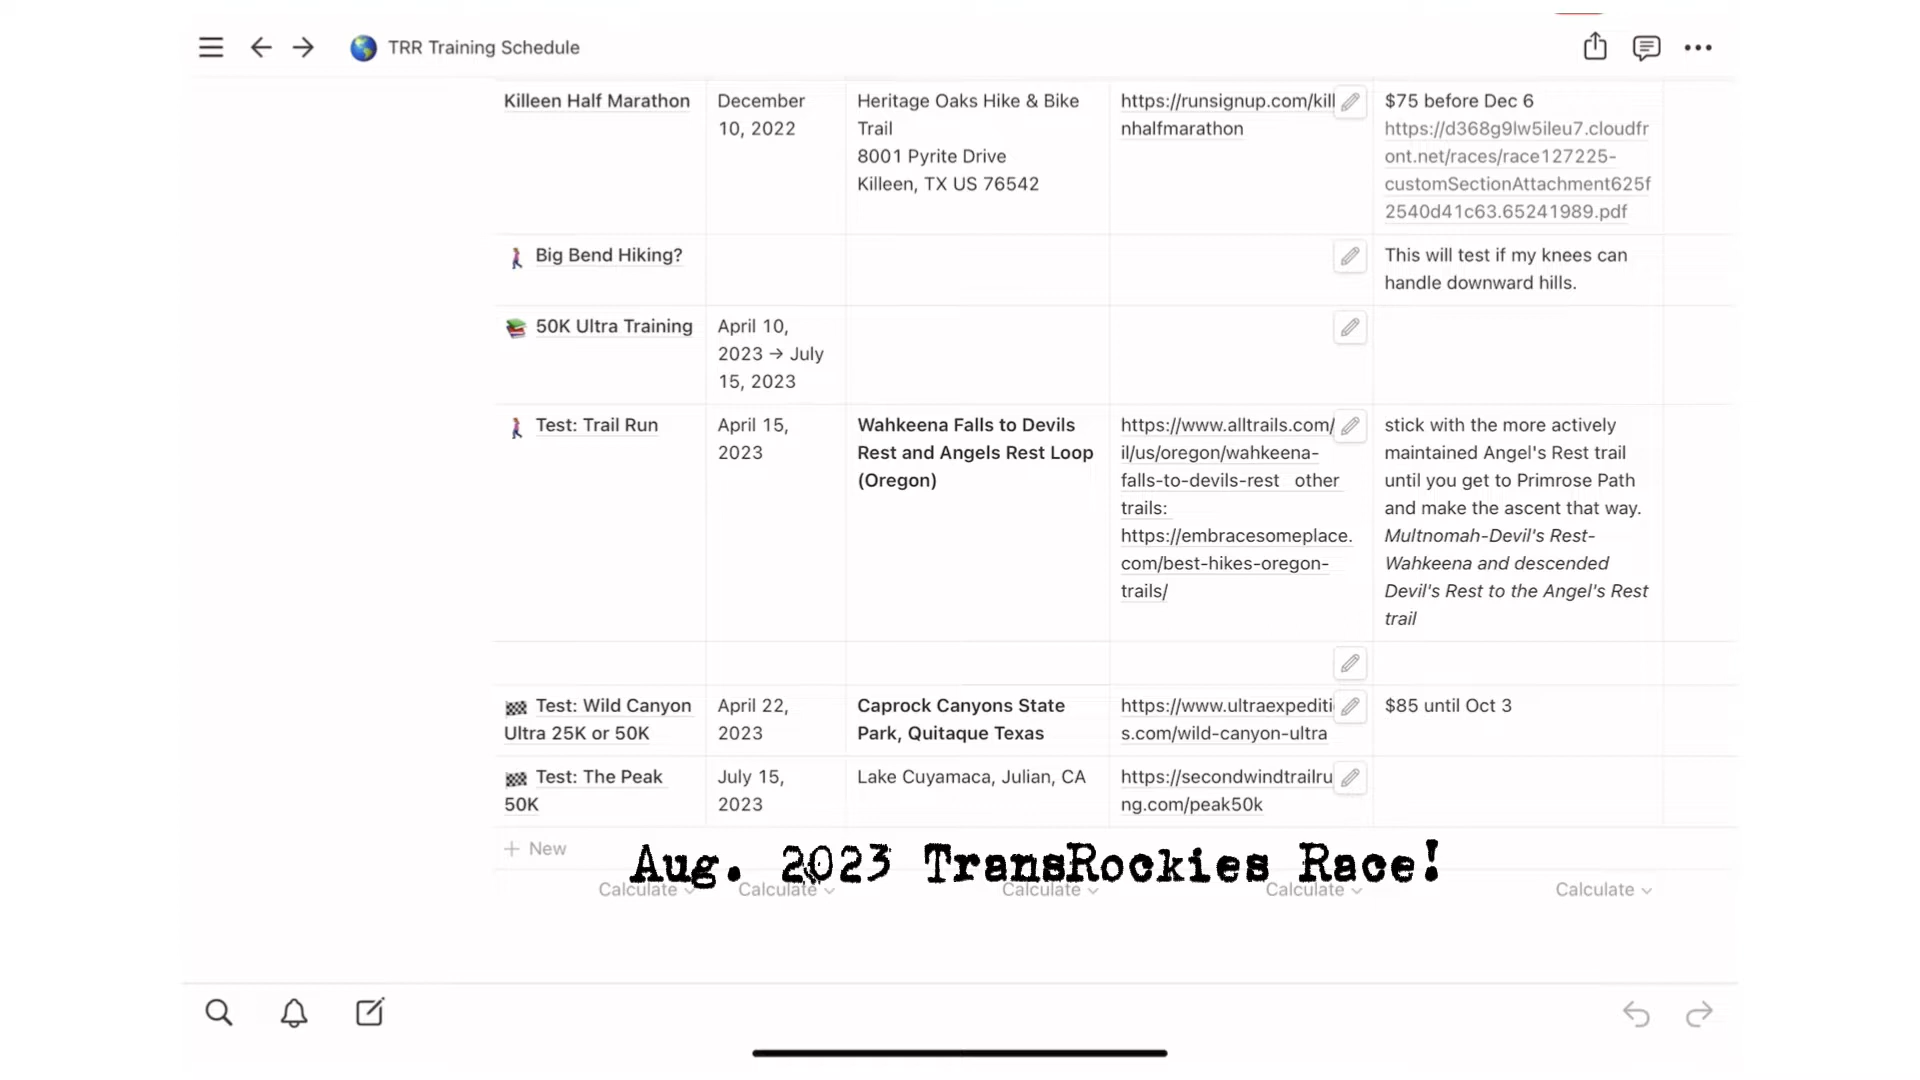 TRR Training Schedule
Killeen Half Marathon
December
10, 2022
Heritage Oaks Hike & Bike
Trail
8001 Pyrite Drive
Killeen, TX US 76542
https://runsignup.com/kill
nhalfmarathon
$75 before Dec 6
https://d368g9lw5ileu7.cloudfr
ont.net/races/race127225-
customSectionAttachment625f
2540d41c63.65241989.pdf
Big Bend Hiking?
This will test if my knees can
handle downward hills.
50K Ultra Training
April 10,
2023 → July
15, 2023
Test: Trail Run
April 15,
2023
Wahkeena Falls to Devils
Rest and Angels Rest Loop
(Oregon)
https://www.alltrails.com/
il/us/oregon/wahkeena-
falls-to-devils-rest other
trails:
https://embracesomeplace.
com/best-hikes-oregon-
trails/
stick with the more actively
maintained Angel's Rest trail
until you get to Primrose Path
and make the ascent that way.
Multnomah-Devil's Rest-
Wahkeena and descended
Devil's Rest to the Angel's Rest
trail
Test: Wild Canyon
Ultra 25K or 50K
April 22,
2023
Caprock Canyons State
Park, Quitaque Texas
https://www.ultraexpediti
s.com/wild-canyon-ultra
$85 until Oct 3
Test: The Peak
50K
July 15,
2023
Lake Cuyamaca, Julian, CA
https://secondwindtrailru
ng.com/peak50k
+ New
Aug. 2023 TransRockies Race!
Calculate
Calculate
Calculate
Calculate
Calculate